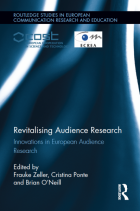 ROUTLEDGE STUDIES IN EUROPEAN
COMMUNICATION RESEARCH AND EDUCATION
cost
ECREA
Revitalising Audience Research
Innovations in European Audience
Research
Edited by
Frauke Zeller, Cristina Ponte
and Brian O'Neill